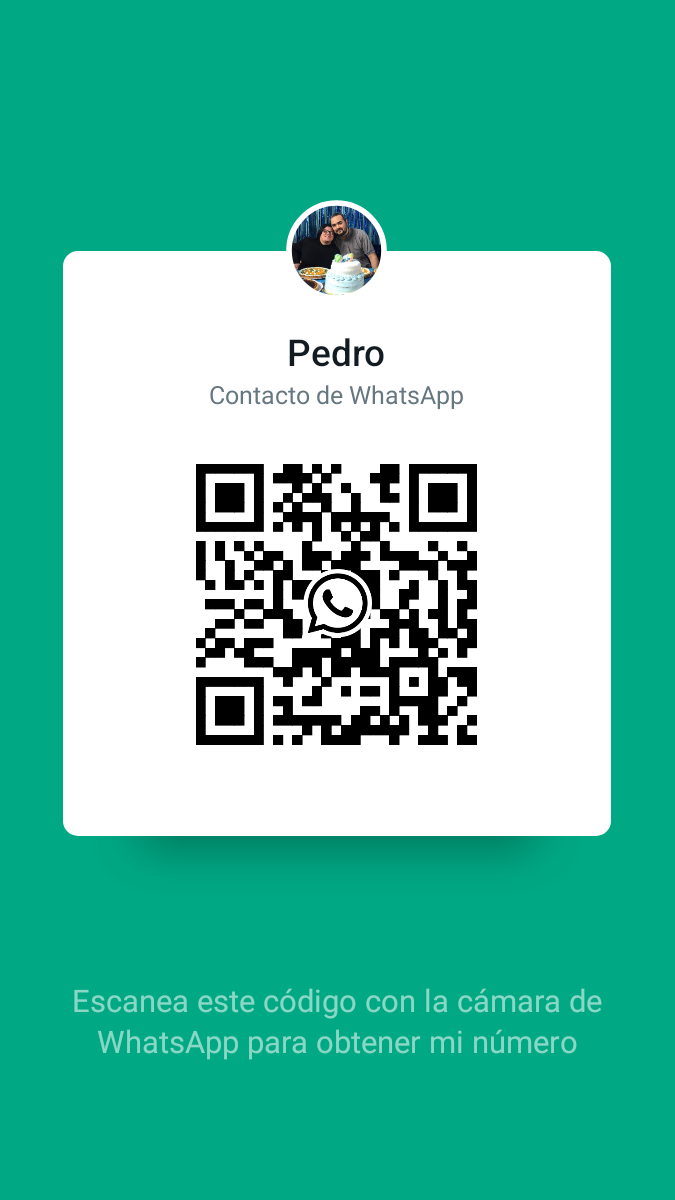 Pedro
Contacto de WhatsApp
Escanea este código con la cámara de
WhatsApp para obtener mi número